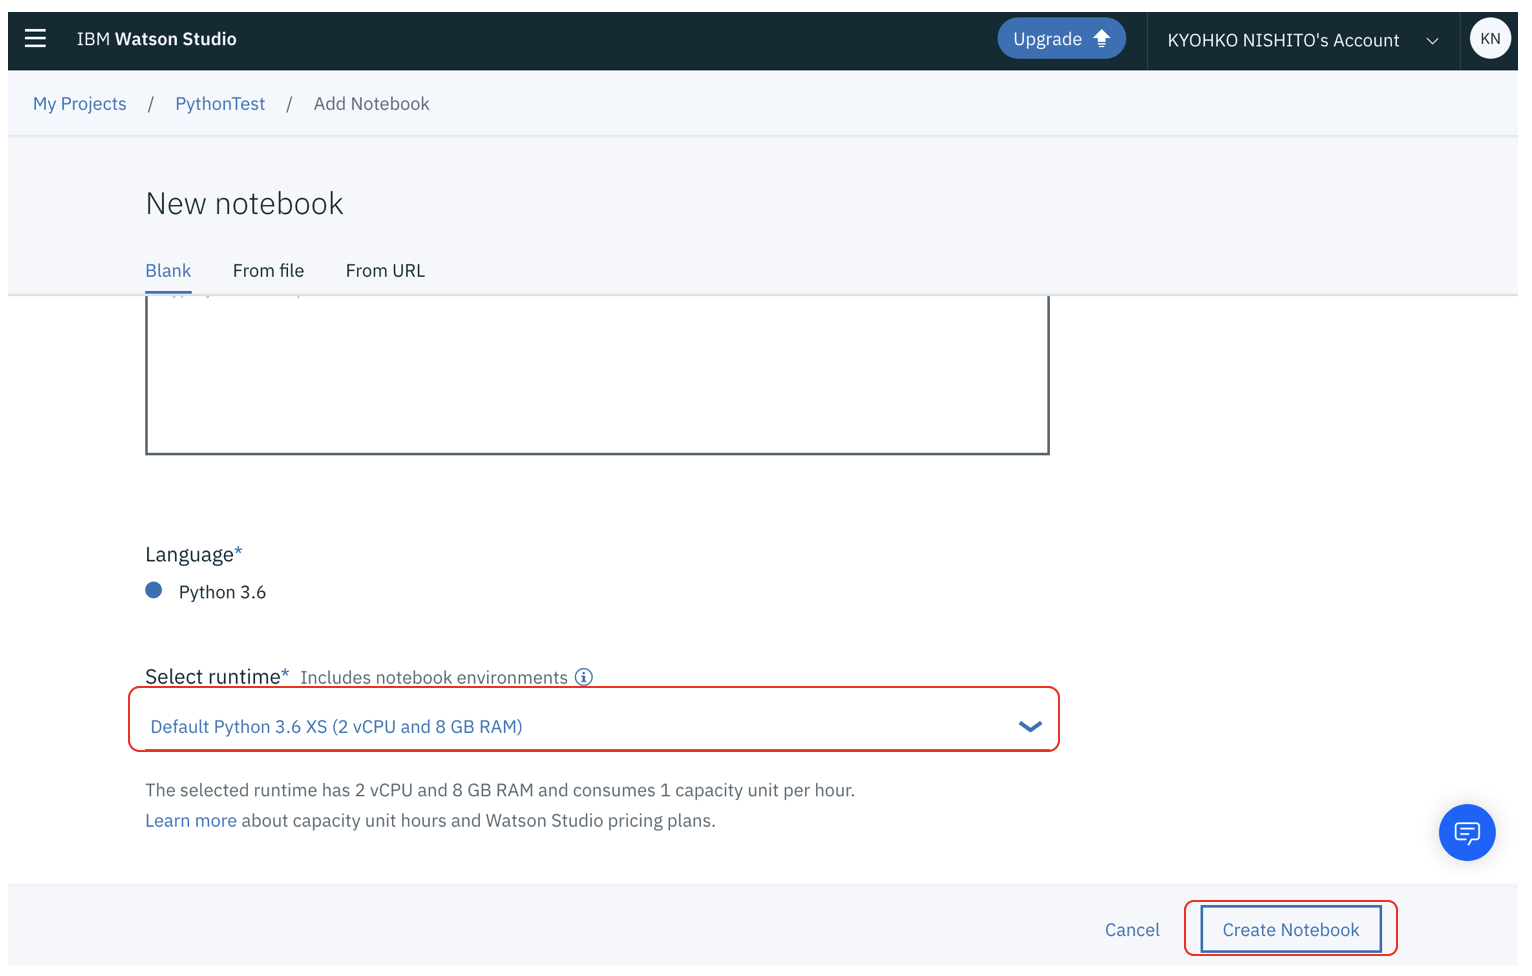 IBM Watson Studio
Upgrade
KYOHKO NISHITO's Account
KN
My Projects / PythonTest / Add Notebook
New notebook
Blank From file From URL
Language*
Python 3.6
Select runtime* Includes notebook environments
Default Python 3.6 XS (2 vCPU and 8 GB RAM)
The selected runtime has 2 vCPU and 8 GB RAM and consumes 1 capacity unit per hour.
Learn more about capacity unit hours and Watson Studio pricing plans.
Cancel
Create Notebook